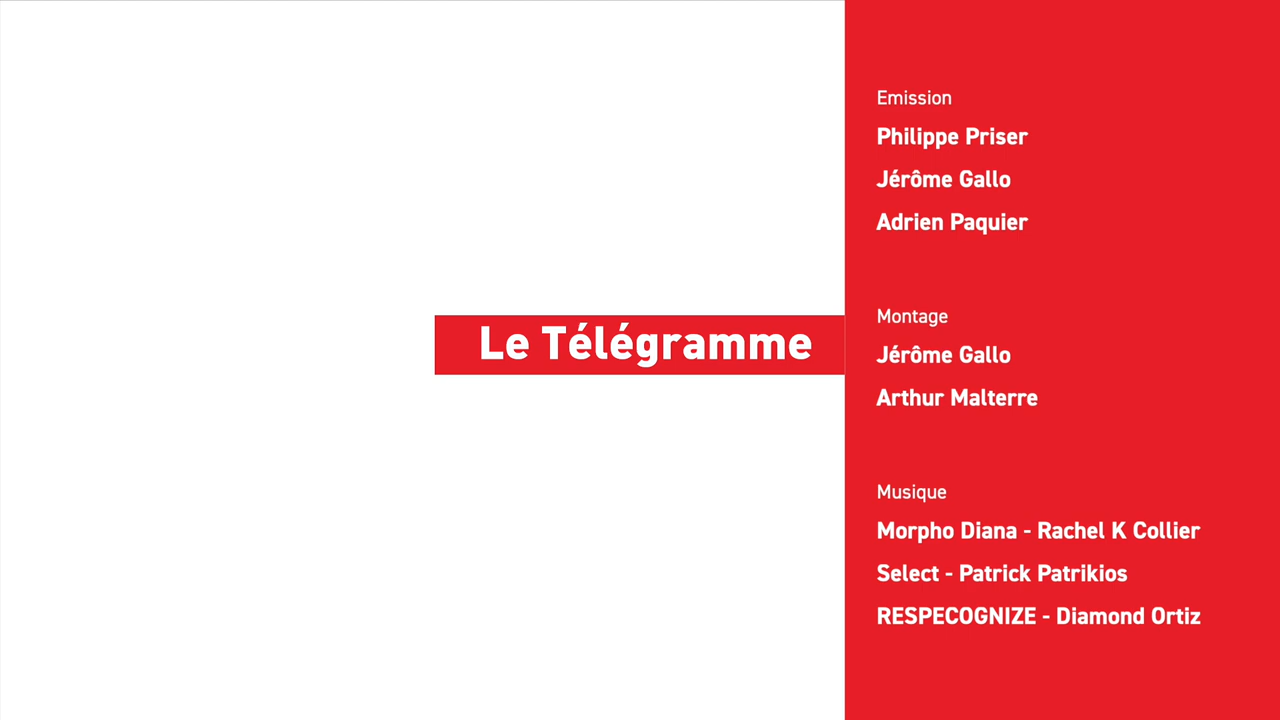 Le Télégramme
Emission
Philippe Priser
Jérôme Gallo
Adrien Paquier
Montage
Jérôme Gallo
Arthur Malterre
Musique
Morpho Diana - Rachel K Collier
Select - Patrick Patrikios
RESPECOGNIZE - Diamond Ortiz